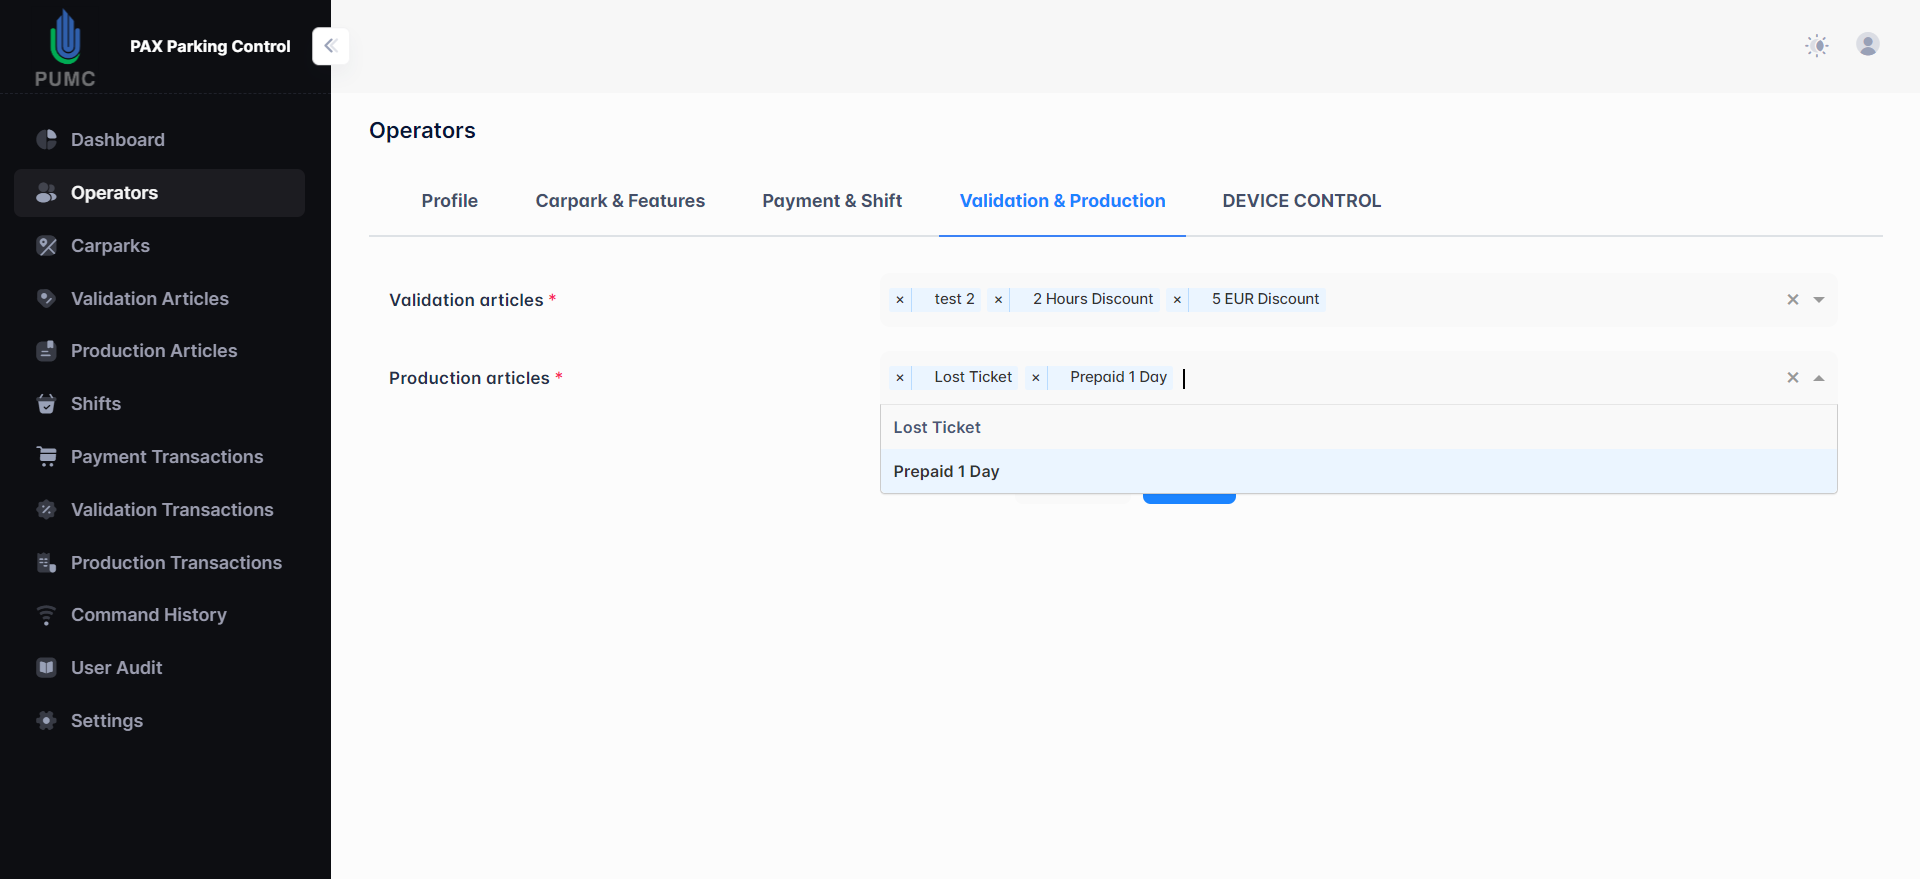 PUMC
PAX Parking Control
Dashboard
Operators
Carparks
Validation Articles
Production Articles
Shifts
Payment Transactions
Validation Transactions
Production Transactions
Command History
User Audit
Settings
Operators
Profile Carpark & Features Payment & Shift Validation & Production DEVICE CONTROL
Validation articles * × test 2 × 2 Hours Discount × 5 EUR Discount ×
Production articles * × Lost Ticket × Prepaid 1 Day ×
Lost Ticket
Prepaid 1 Day